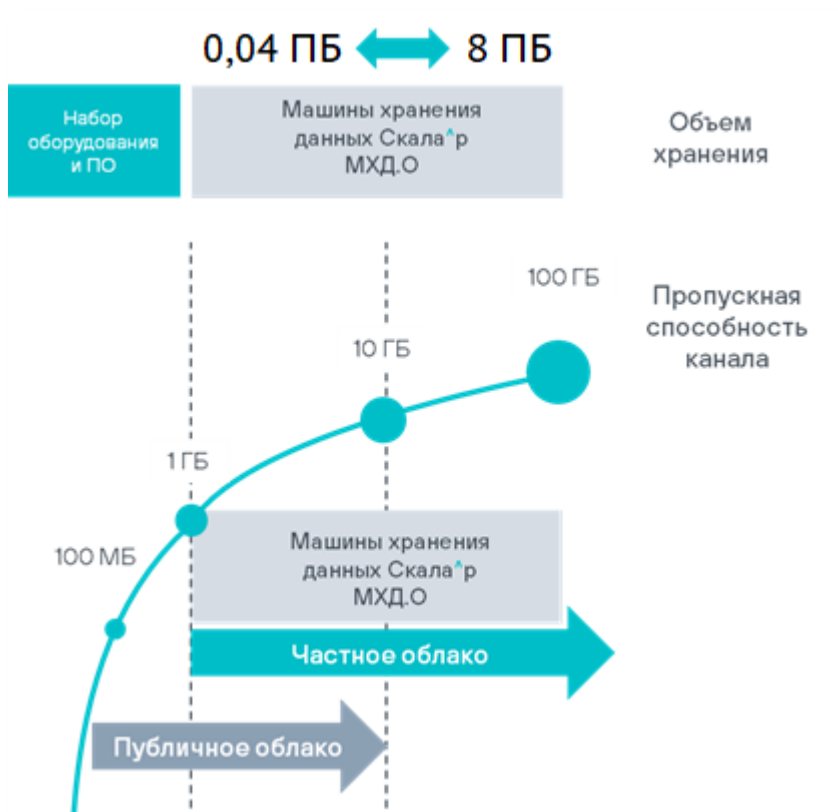 0,04 ПБ 8 ПБ
Набор
оборудования
и ПО
Машины хранения
данных Скала^р
МХД.О
Объем
хранения
100 ГБ
Пропускная
способность
канала
10 ГБ
1 ГБ
100 МБ
Машины хранения
данных Скала^р
МХД.О
Частное облако
Публичное облако